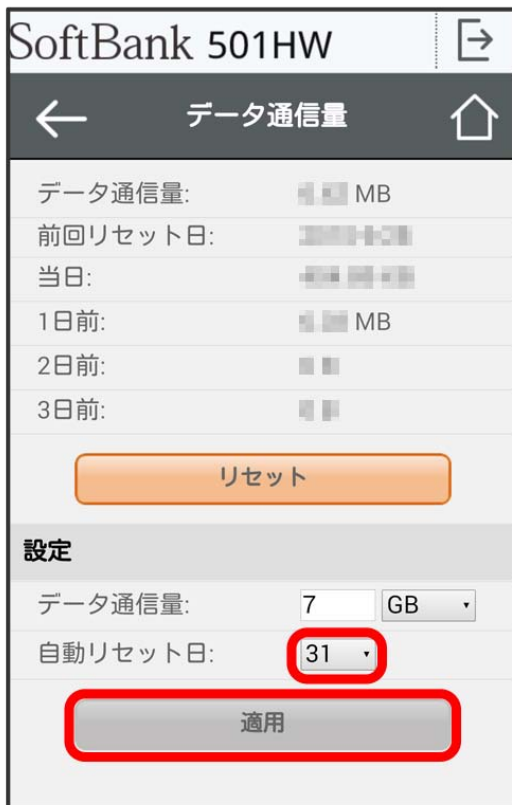 SoftBank 501HW
データ通信量
データ通信量: MB
前回リセット日:
当日:
1日前: MB
2日前:
3日前:
リセット
設定
データ通信量: 7 GB
自動リセット日: 31
適用